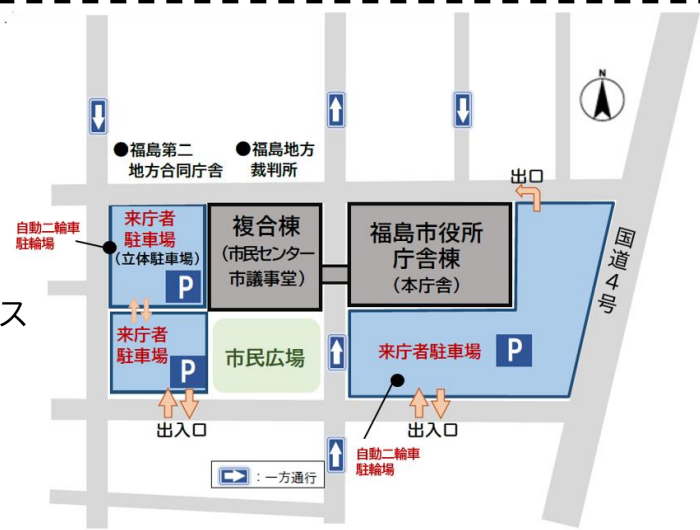 N
●福島第二
地方合同庁舎
●福島地方
裁判所
出口
自動二輪車
駐輪場
来庁者
駐車場
(立体駐車場)
P
複合棟
(市民センター
市議事堂)
福島市役所
庁舎棟
(本庁舎)
国道4号
ス
来庁者
駐車場
P
市民広場
来庁者駐車場
P
出入口
出入口
自動二輪車
駐輪場
:一方通行